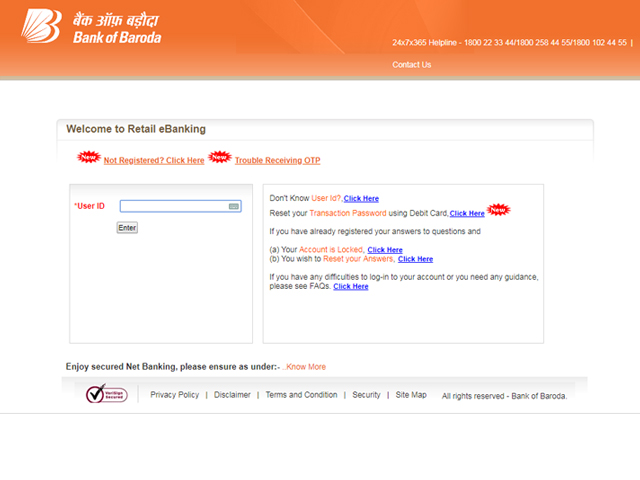 बैंक ऑफ़ बड़ौदा
Bank of Baroda
24x7x365 Helpline - 1800 22 33 44/1800 258 44 55/1800 102 44 55 |
Contact Us
Welcome to Retail eBanking
New Not Registered? Click Here New Trouble Receiving OTP
*User ID
Enter
Don't Know User Id?, Click Here
Reset your Transaction Password using Debit Card, Click Here New
If you have already registered your answers to questions and
(a) Your Account is Locked, Click Here
(b) You wish to Reset your Answers, Click Here
If you have any difficulties to log-in to your account or you need any guidance,
please see FAQs. Click Here
Enjoy secured Net Banking, please ensure as under:- ..Know More
VeriSign Secured
Privacy Policy | Disclaimer | Terms and Condition | Security | Site Map All rights reserved - Bank of Baroda.